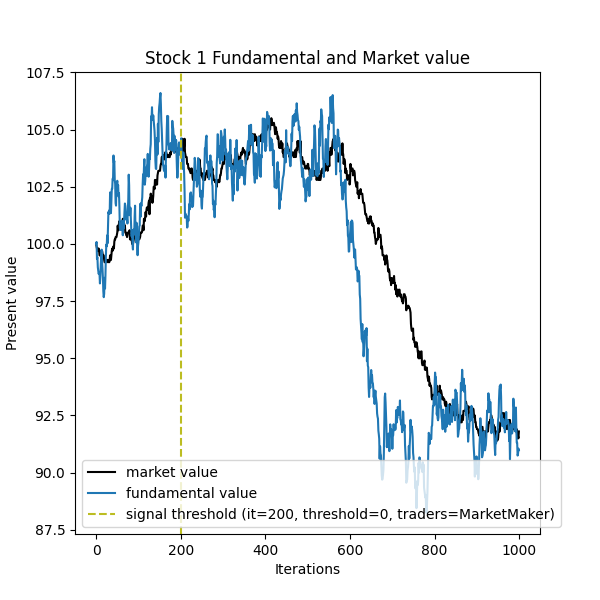 Stock 1 Fundamental and Market value
107.5
105.0
102.5
100.0
97.5
95.0
92.5
90.0
87.5
Present value
market value
fundamental value
signal threshold (it=200, threshold=0, traders=MarketMaker)
0 200 400 600 800 1000
Iterations